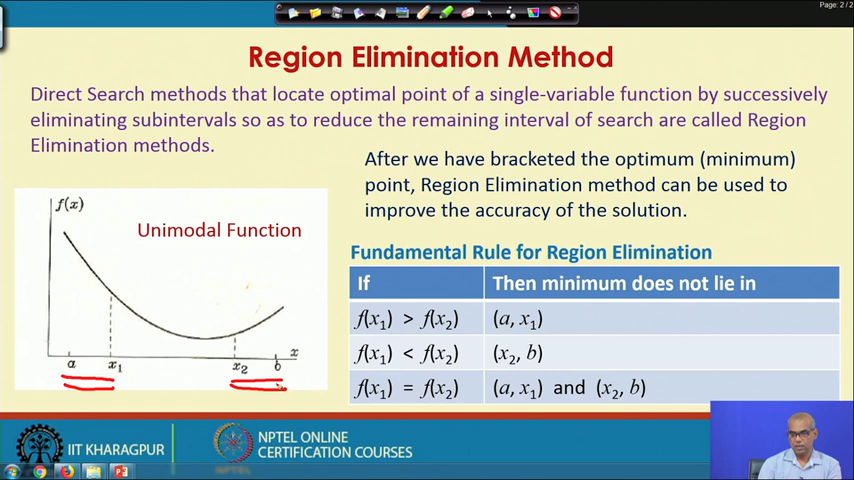 Page: 2 / 2
Region Elimination Method
Direct Search methods that locate optimal point of a single-variable function by successively
eliminating subintervals so as to reduce the remaining interval of search are called Region
Elimination methods.
After we have bracketed the optimum (minimum)
point, Region Elimination method can be used to
improve the accuracy of the solution.
f(x)
Unimodal Function
a x₁ x₂ b x
Fundamental Rule for Region Elimination
If Then minimum does not lie in
f(x₁) > f(x₂) (a, x₁)
f(x₁) < f(x₂) (x₂, b)
f(x₁) = f(x₂) (a, x₁) and (x₂, b)
IIT KHARAGPUR
NPTEL ONLINE
CERTIFICATION COURSES
NPTEL